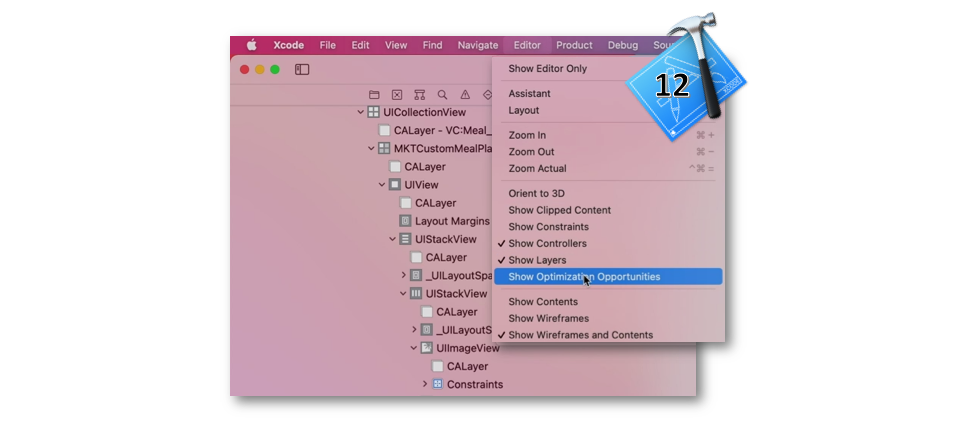 Xcode File Edit View Find Navigate Editor Product Debug
12
XCODE
UICollectionView
CALayer - VC:Meal_
MKTCustomMealPla
CALayer
UIView
CALayer
Layout Margins
UIStackView
CALayer
_UILayoutSpa
UIStackView
CALayer
_UILayoutS
UIImageView
CALayer
Constraints
Show Editor Only
Assistant
Layout
Zoom In ⌘ +
Zoom Out ⌘ −
Zoom Actual ^⌘ =
Orient to 3D
Show Clipped Content
Show Constraints
Show Controllers
Show Layers
Show Optimization Opportunities
Show Contents
Show Wireframes
Show Wireframes and Contents